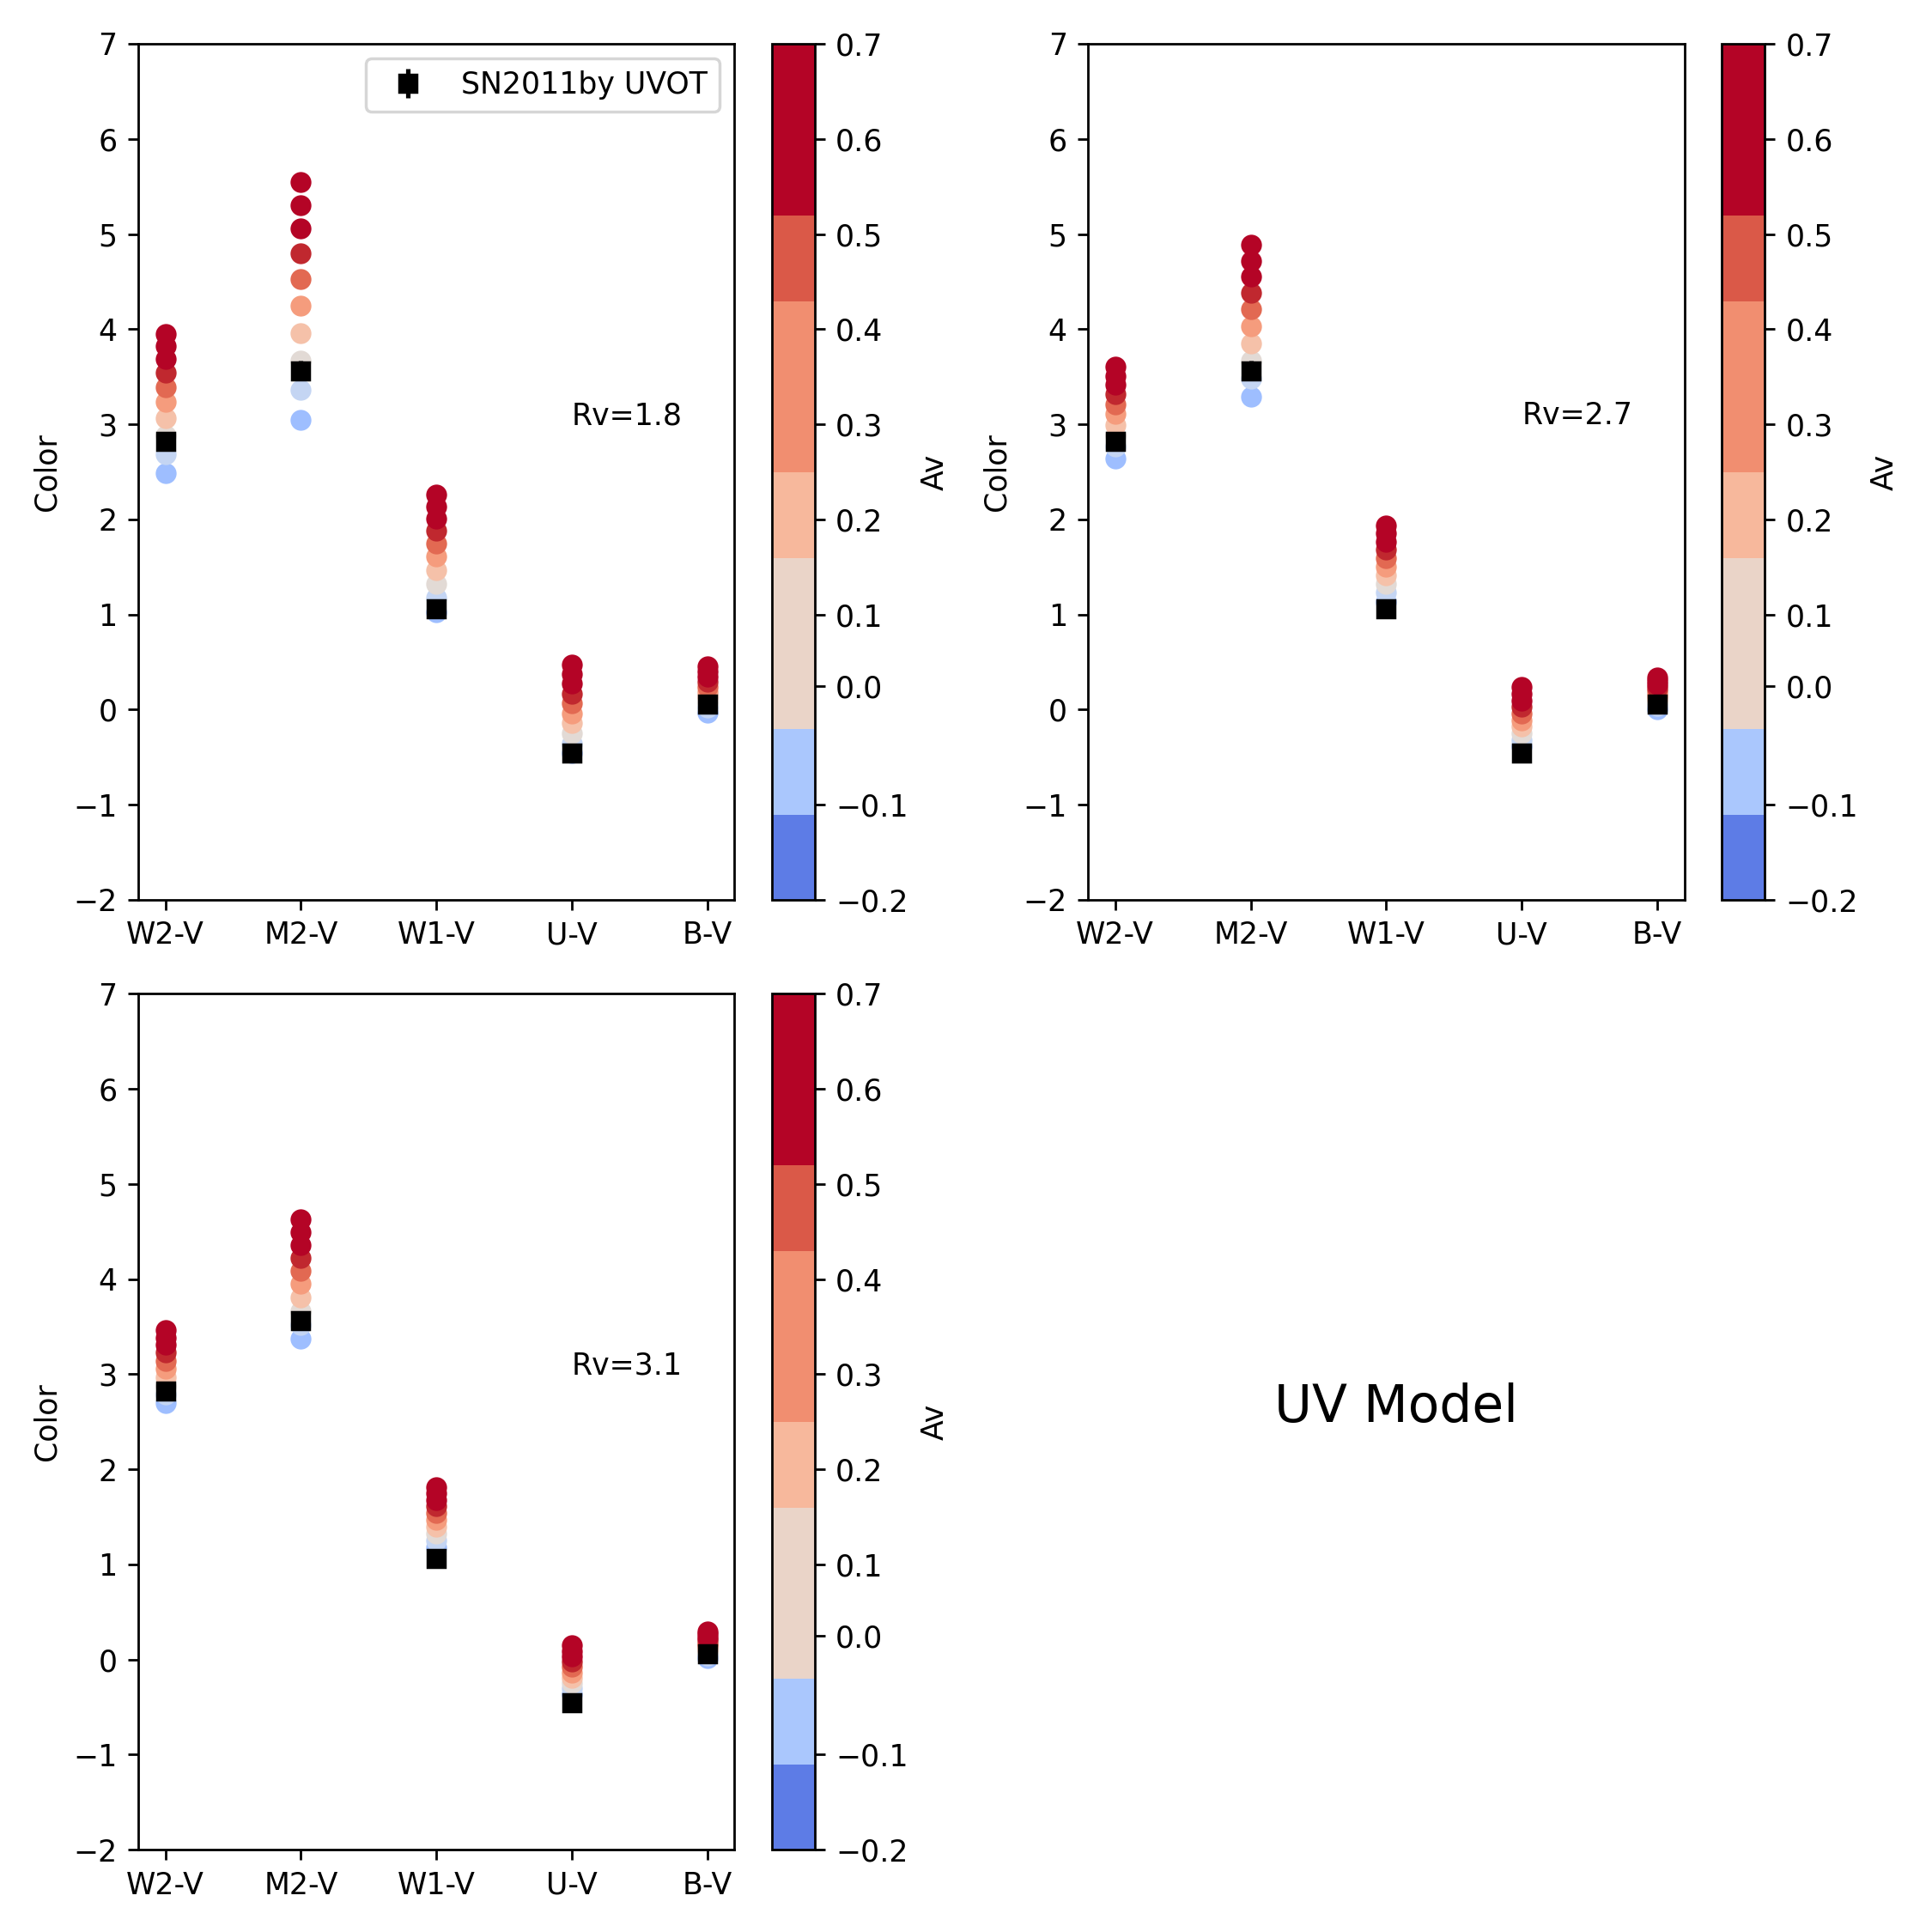 7
6
5
4
3
2
1
0
−1
−2
Color
W2-V
M2-V
W1-V
U-V
B-V
SN2011by UVOT
Rv=1.8
0.7
0.6
0.5
0.4
0.3
0.2
0.1
0.0
−0.1
−0.2
Av
7
6
5
4
3
2
1
0
−1
−2
Color
W2-V
M2-V
W1-V
U-V
B-V
Rv=2.7
0.7
0.6
0.5
0.4
0.3
0.2
0.1
0.0
−0.1
−0.2
Av
7
6
5
4
3
2
1
0
−1
−2
Color
W2-V
M2-V
W1-V
U-V
B-V
Rv=3.1
0.7
0.6
0.5
0.4
0.3
0.2
0.1
0.0
−0.1
−0.2
Av
UV Model